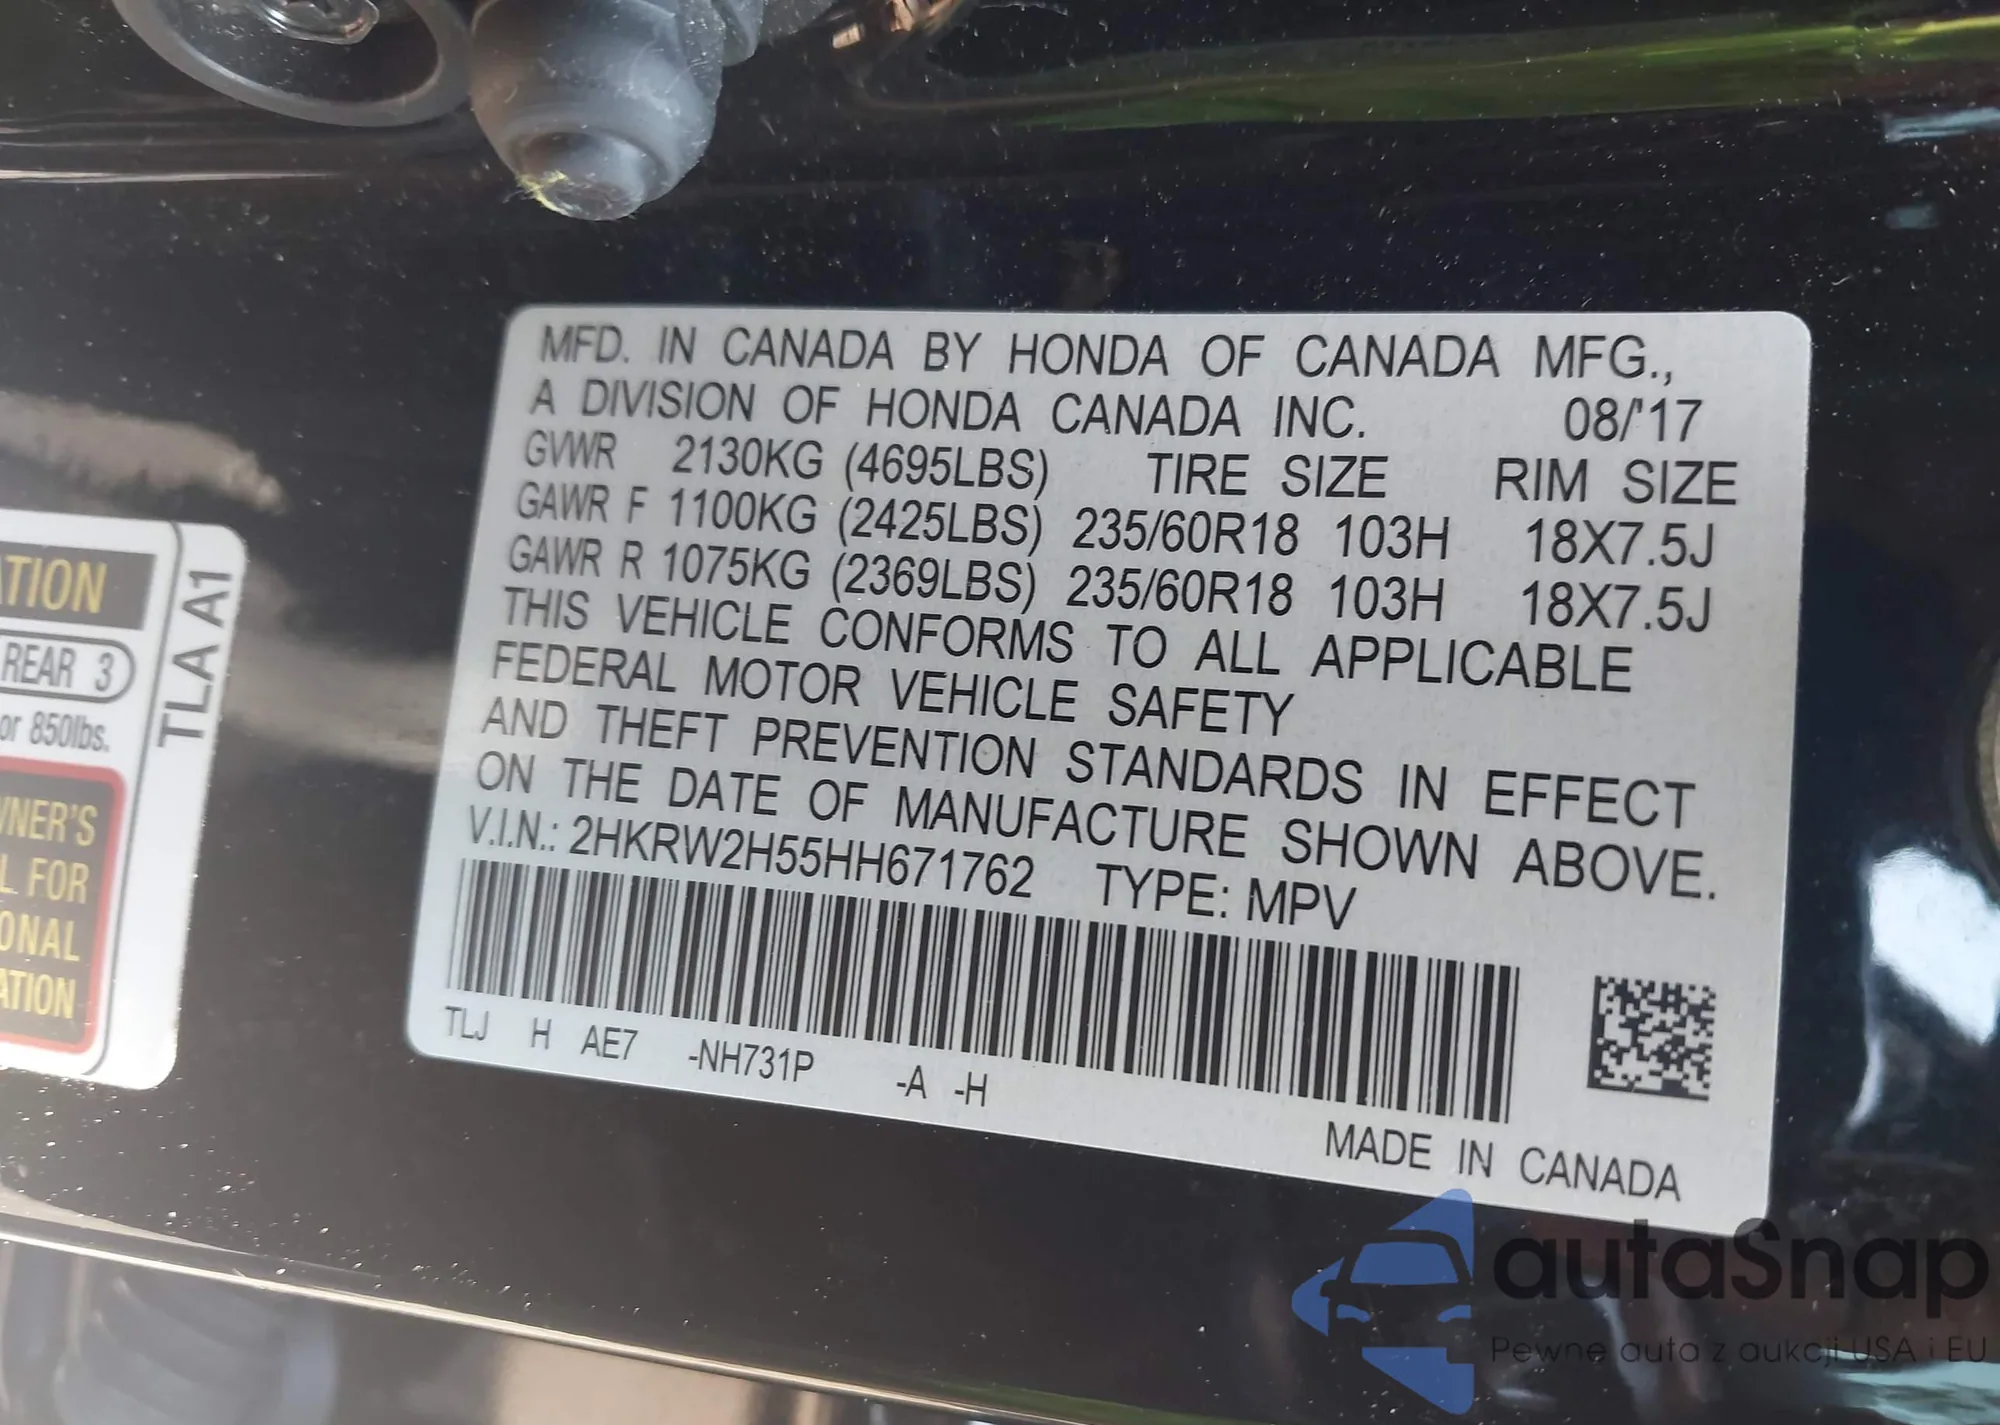 MFD. IN CANADA BY HONDA OF CANADA MFG.,
A DIVISION OF HONDA CANADA INC. 08/'17
GVWR 2130KG (4695LBS) TIRE SIZE RIM SIZE
GAWR F 1100KG (2425LBS) 235/60R18 103H 18X7.5J
GAWR R 1075KG (2369LBS) 235/60R18 103H 18X7.5J
THIS VEHICLE CONFORMS TO ALL APPLICABLE
FEDERAL MOTOR VEHICLE SAFETY
AND THEFT PREVENTION STANDARDS IN EFFECT
ON THE DATE OF MANUFACTURE SHOWN ABOVE.
V.I.N.: 2HKRW2H55HH671762 TYPE: MPV
TLJ H AE7 -NH731P -A -H
MADE IN CANADA
ATION
REAR 3
or 850lbs.
WNER'S
L FOR
ONAL
ATION
TLA A1
autaSnap
Pewne auta z aukcji USA i EU